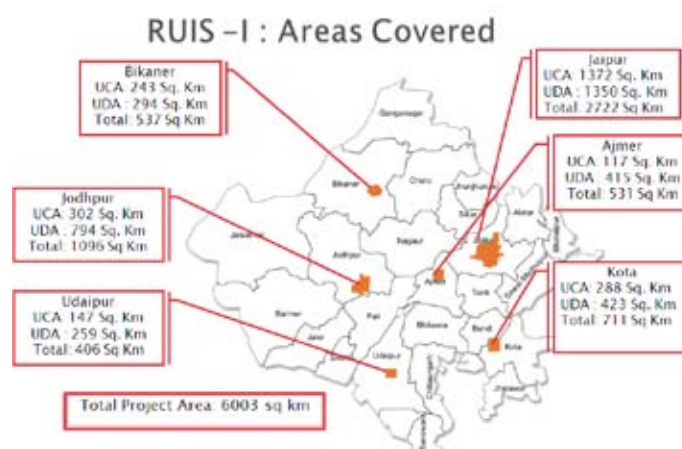 RUIS -I : Areas Covered
Bikaner
UCA: 243 Sq. Km
UDA : 294 Sq. Km
Total: 537 Sq Km
Jaipur
UCA: 1372 Sq. Km
UDA : 1350 Sq. Km
Total: 2722 Sq Km
Ajmer
UCA: 117 Sq. Km
UDA : 415 Sq. Km
Total: 531 Sq Km
Jodhpur
UCA: 302 Sq. Km
UDA : 794 Sq. Km
Total: 1096 Sq Km
Udaipur
UCA: 147 Sq. Km
UDA : 259 Sq. Km
Total: 406 Sq Km
Kota
UCA: 288 Sq. Km
UDA : 423 Sq. Km
Total: 711 Sq Km
Ganganagar
Bikaner
Churu
Sikar
Alwar
Jaisalmer
Jodhpur
Nagaur
Ajmer
Tonk
Barmer
Pali
Bhilwara
Bundi
Kota
Udaipur
Total Project Area: 6003 sq km